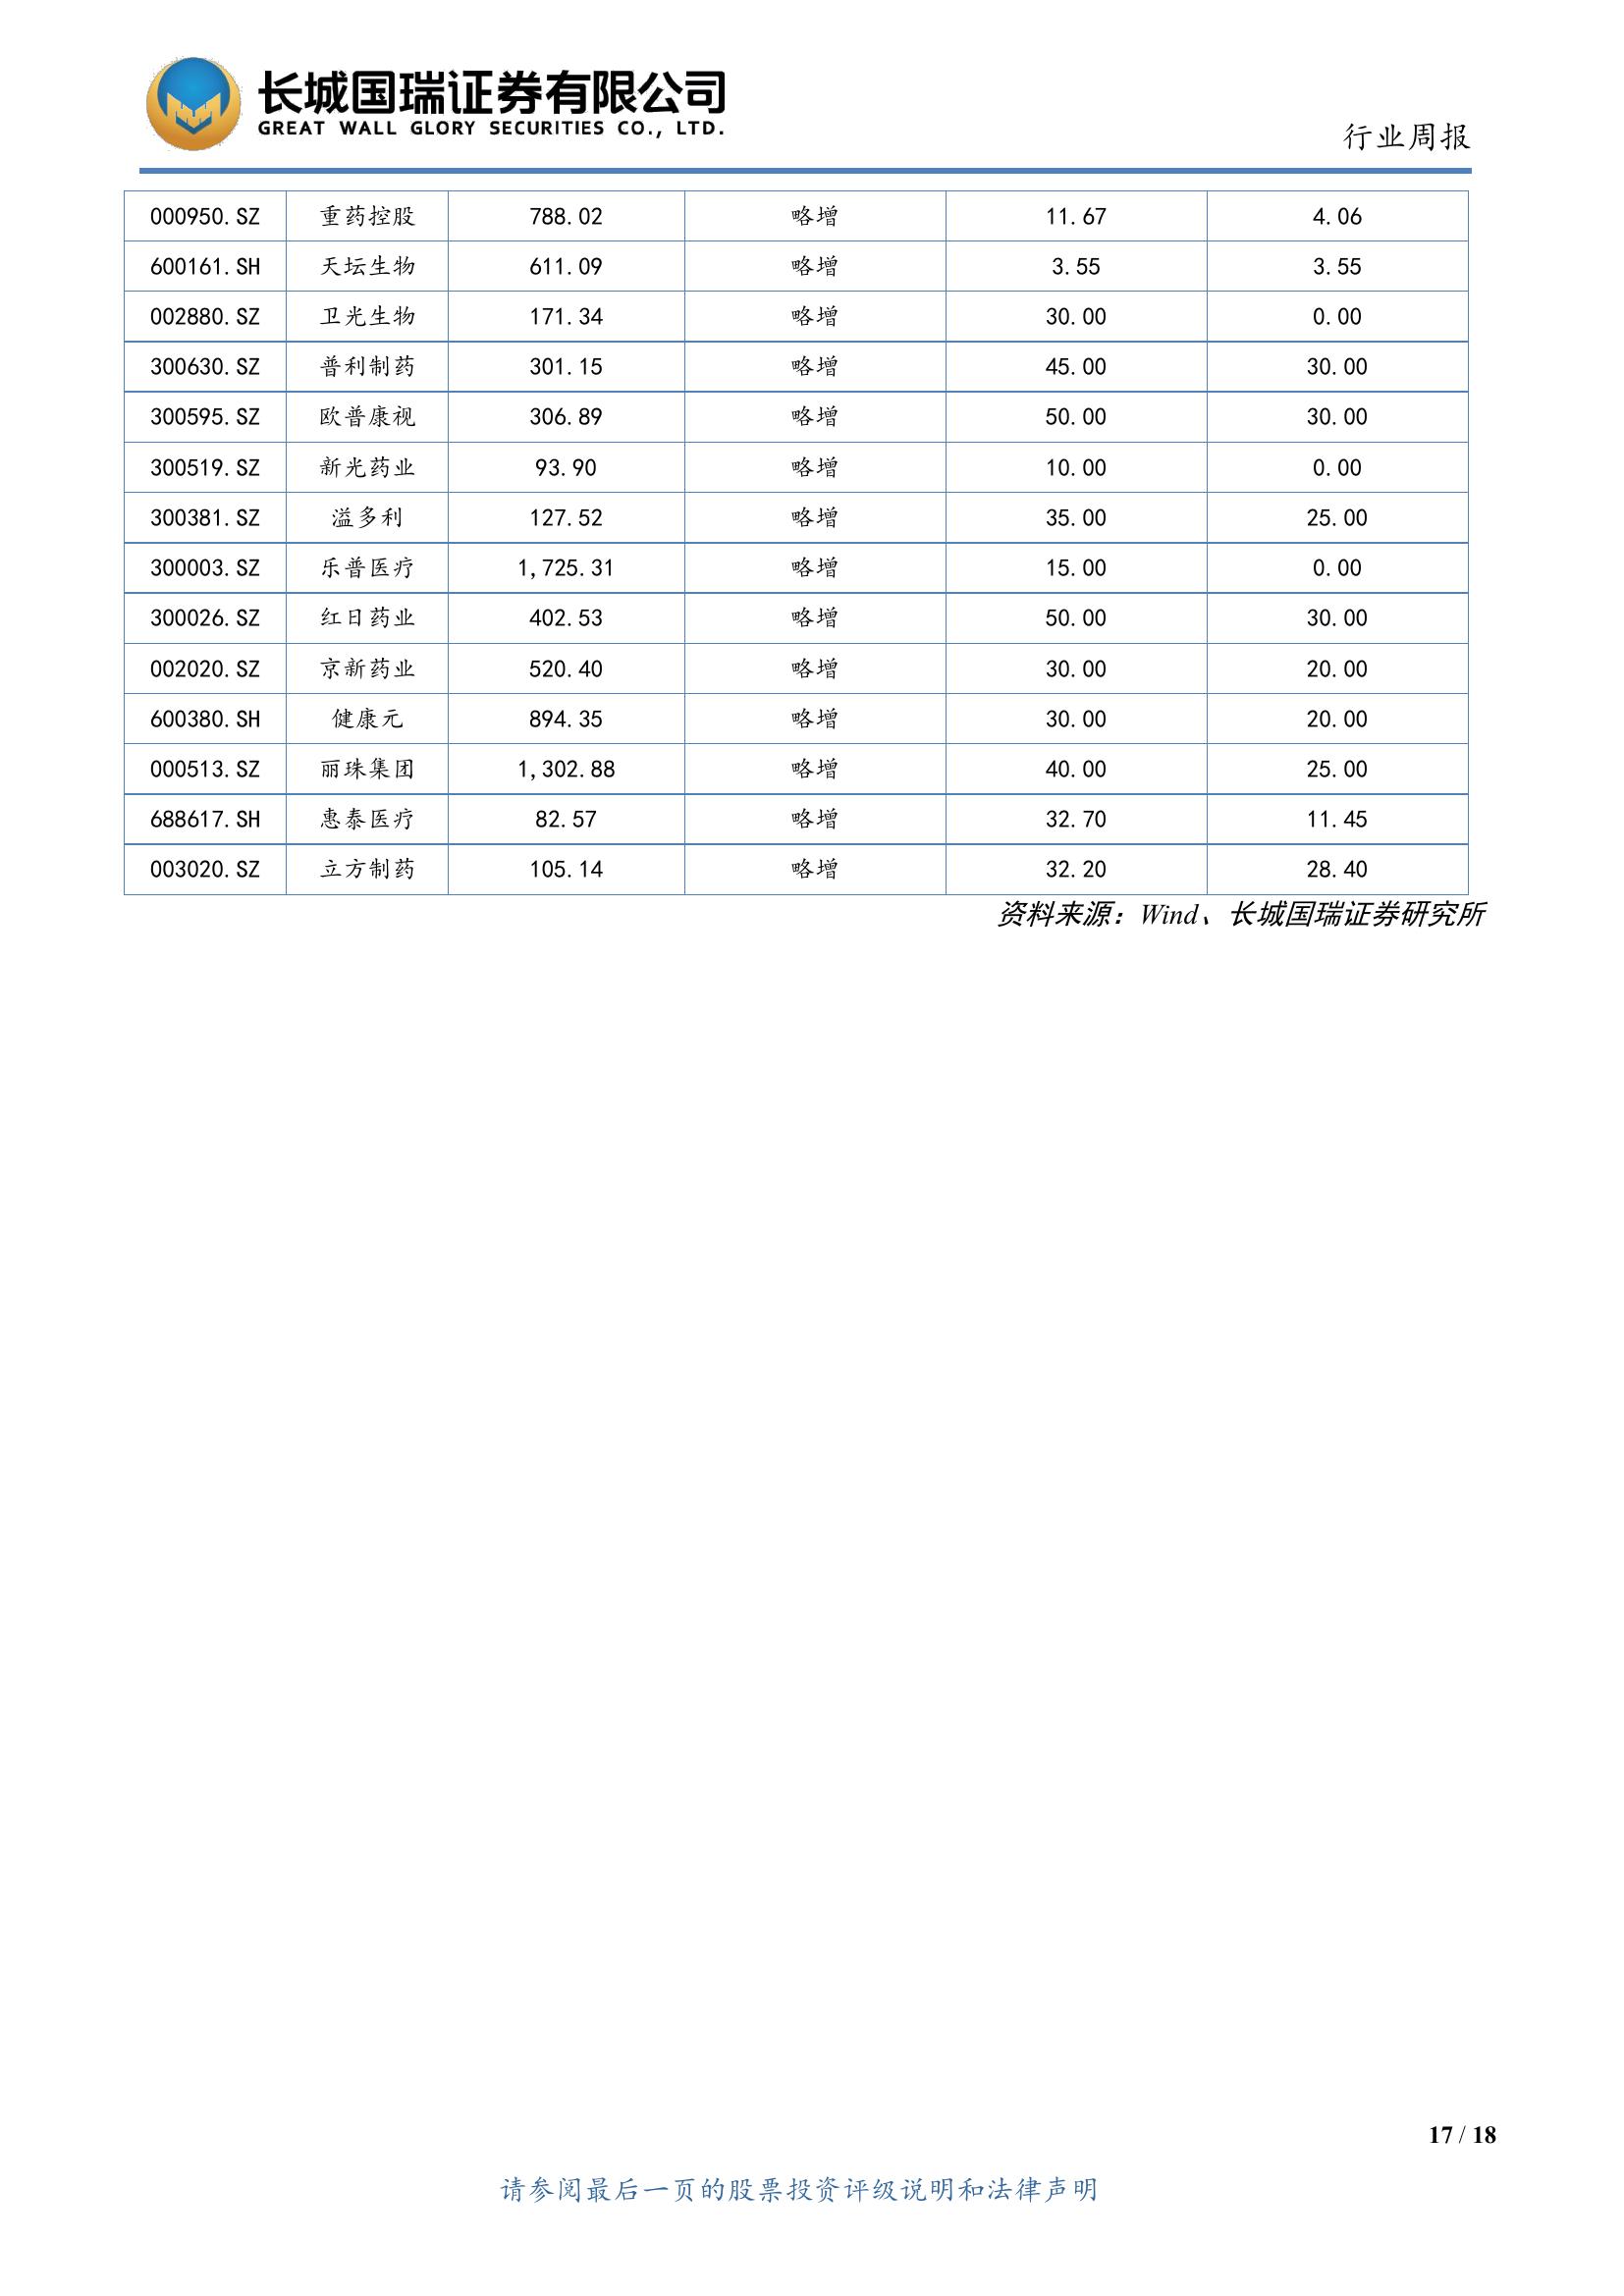 长城国瑞证券有限公司
GREAT WALL GLORY SECURITIES CO., LTD.
行业周报
000950.SZ 重药控股 788.02 略增 11.67 4.06
600161.SH 天坛生物 611.09 略增 3.55 3.55
002880.SZ 卫光生物 171.34 略增 30.00 0.00
300630.SZ 普利制药 301.15 略增 45.00 30.00
300595.SZ 欧普康视 306.89 略增 50.00 30.00
300519.SZ 新光药业 93.90 略增 10.00 0.00
300381.SZ 溢多利 127.52 略增 35.00 25.00
300003.SZ 乐普医疗 1,725.31 略增 15.00 0.00
300026.SZ 红日药业 402.53 略增 50.00 30.00
002020.SZ 京新药业 520.40 略增 30.00 20.00
600380.SH 健康元 894.35 略增 30.00 20.00
000513.SZ 丽珠集团 1,302.88 略增 40.00 25.00
688617.SH 惠泰医疗 82.57 略增 32.70 11.45
003020.SZ 立方制药 105.14 略增 32.20 28.40
资料来源：Wind、长城国瑞证券研究所
17 / 18
请参阅最后一页的股票投资评级说明和法律声明